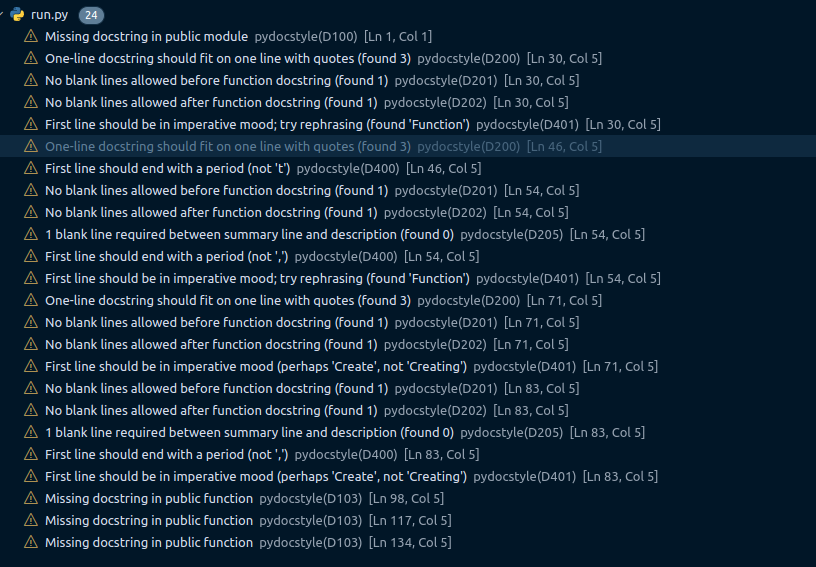 run.py 24
Missing docstring in public module pydocstyle(D100) [Ln 1, Col 1]
One-line docstring should fit on one line with quotes (found 3) pydocstyle(D200) [Ln 30, Col 5]
No blank lines allowed before function docstring (found 1) pydocstyle(D201) [Ln 30, Col 5]
No blank lines allowed after function docstring (found 1) pydocstyle(D202) [Ln 30, Col 5]
First line should be in imperative mood; try rephrasing (found 'Function') pydocstyle(D401) [Ln 30, Col 5]
One-line docstring should fit on one line with quotes (found 3) pydocstyle(D200) [Ln 46, Col 5]
First line should end with a period (not 't') pydocstyle(D400) [Ln 46, Col 5]
No blank lines allowed before function docstring (found 1) pydocstyle(D201) [Ln 54, Col 5]
No blank lines allowed after function docstring (found 1) pydocstyle(D202) [Ln 54, Col 5]
1 blank line required between summary line and description (found 0) pydocstyle(D205) [Ln 54, Col 5]
First line should end with a period (not ',') pydocstyle(D400) [Ln 54, Col 5]
First line should be in imperative mood; try rephrasing (found 'Function') pydocstyle(D401) [Ln 54, Col 5]
One-line docstring should fit on one line with quotes (found 3) pydocstyle(D200) [Ln 71, Col 5]
No blank lines allowed before function docstring (found 1) pydocstyle(D201) [Ln 71, Col 5]
No blank lines allowed after function docstring (found 1) pydocstyle(D202) [Ln 71, Col 5]
First line should be in imperative mood (perhaps 'Create', not 'Creating') pydocstyle(D401) [Ln 71, Col 5]
No blank lines allowed before function docstring (found 1) pydocstyle(D201) [Ln 83, Col 5]
No blank lines allowed after function docstring (found 1) pydocstyle(D202) [Ln 83, Col 5]
1 blank line required between summary line and description (found 0) pydocstyle(D205) [Ln 83, Col 5]
First line should end with a period (not ',') pydocstyle(D400) [Ln 83, Col 5]
First line should be in imperative mood (perhaps 'Create', not 'Creating') pydocstyle(D401) [Ln 83, Col 5]
Missing docstring in public function pydocstyle(D103) [Ln 98, Col 5]
Missing docstring in public function pydocstyle(D103) [Ln 117, Col 5]
Missing docstring in public function pydocstyle(D103) [Ln 134, Col 5]